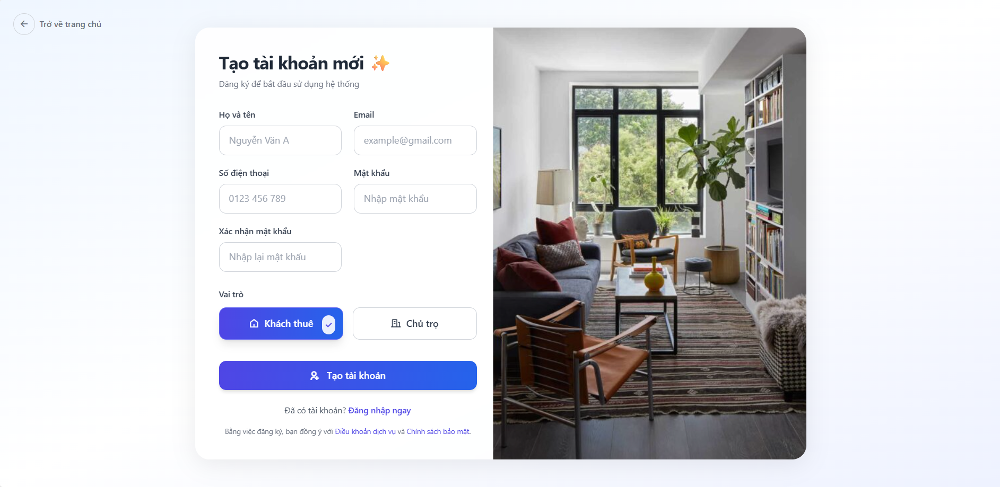 Trở về trang chủ
Tạo tài khoản mới ✨
Đăng ký để bắt đầu sử dụng hệ thống
Họ và tên
Email
Nguyễn Văn A
example@gmail.com
Số điện thoại
Mật khẩu
0123 456 789
Nhập mật khẩu
Xác nhận mật khẩu
Nhập lại mật khẩu
Vai trò
Khách thuê
Chủ trọ
Tạo tài khoản
Đã có tài khoản? Đăng nhập ngay
Bằng việc đăng ký, bạn đồng ý với Điều khoản dịch vụ và Chính sách bảo mật.